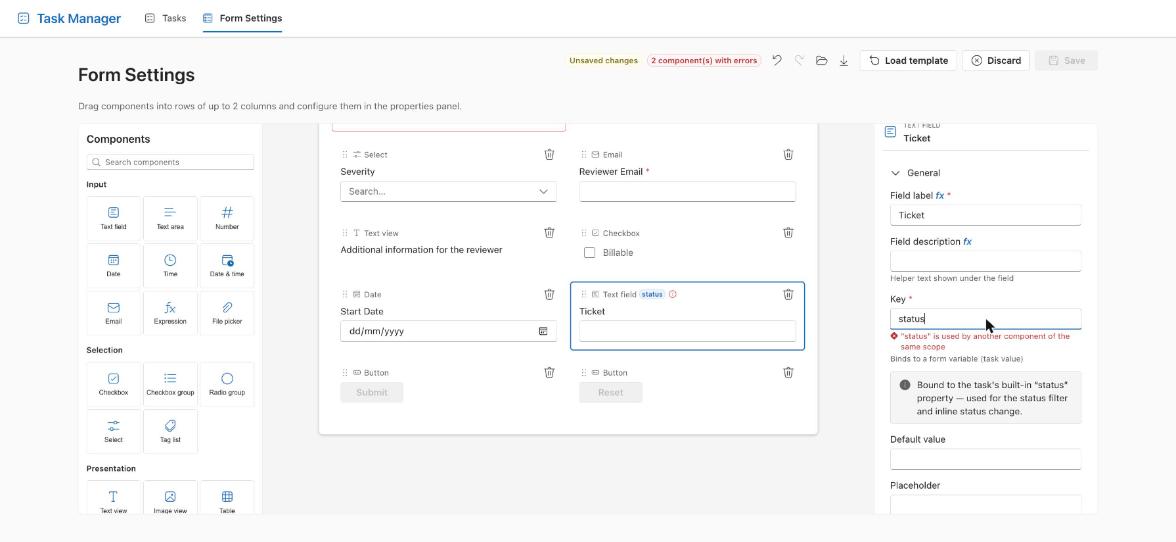 Task Manager
Tasks
Form Settings
Form Settings
Unsaved changes
2 component(s) with errors
Load template
Discard
Save
Drag components into rows of up to 2 columns and configure them in the properties panel.
Components
Search components
Input
Text field
Text area
Number
Date
Time
Date & time
Email
Expression
File picker
Selection
Checkbox
Checkbox group
Radio group
Select
Tag list
Presentation
Text view
Image view
Table
Select
Severity
Search...
Email
Reviewer Email *
Text view
Additional information for the reviewer
Checkbox
Billable
Date
Start Date
dd/mm/yyyy
Text field status
Ticket
Button
Submit
Button
Reset
TEXT FIELD
Ticket
General
Field label fx *
Ticket
Field description fx
Helper text shown under the field
Key *
status
"status" is used by another component of the
same scope
Binds to a form variable (task value)
Bound to the task's built-in "status"
property — used for the status filter
and inline status change.
Default value
Placeholder